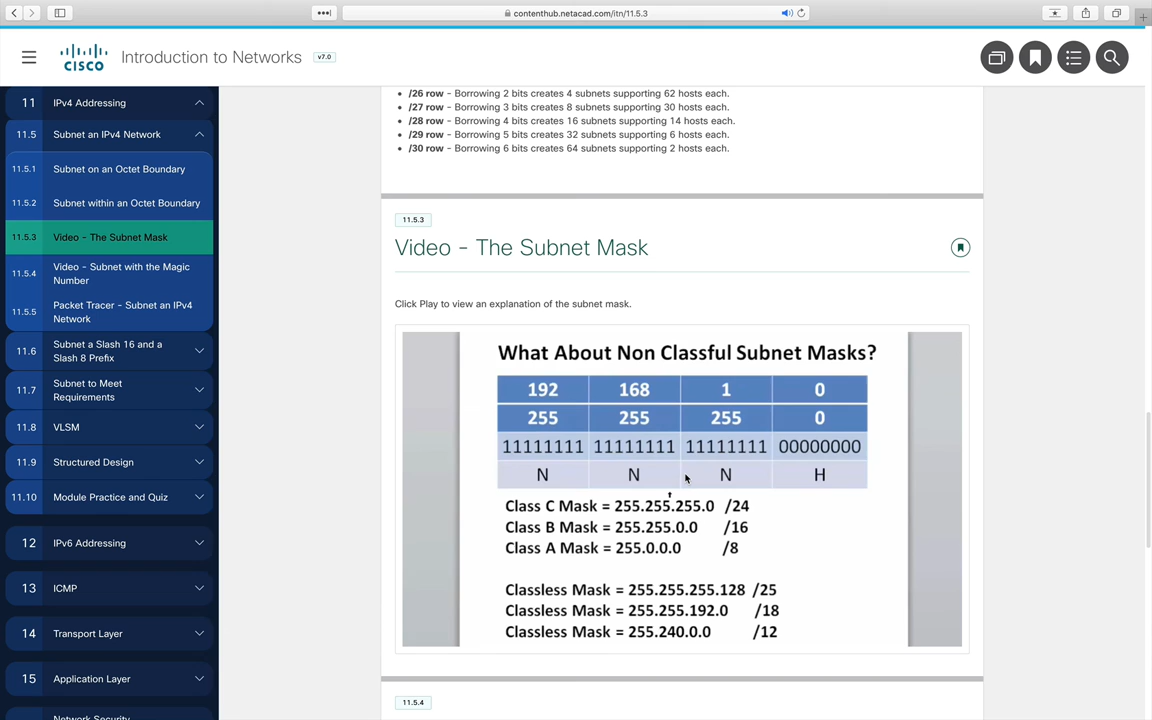 contenthub.netacad.com/itn/11.5.3
CISCO
Introduction to Networks
v7.0
11 IPv4 Addressing
11.5 Subnet an IPv4 Network
11.5.1 Subnet on an Octet Boundary
11.5.2 Subnet within an Octet Boundary
11.5.3 Video - The Subnet Mask
11.5.4 Video - Subnet with the Magic
Number
11.5.5 Packet Tracer - Subnet an IPv4
Network
11.6 Subnet a Slash 16 and a
Slash 8 Prefix
11.7 Subnet to Meet
Requirements
11.8 VLSM
11.9 Structured Design
11.10 Module Practice and Quiz
12 IPv6 Addressing
13 ICMP
14 Transport Layer
15 Application Layer
Network Security
• /26 row - Borrowing 2 bits creates 4 subnets supporting 62 hosts each.
• /27 row - Borrowing 3 bits creates 8 subnets supporting 30 hosts each.
• /28 row - Borrowing 4 bits creates 16 subnets supporting 14 hosts each.
• /29 row - Borrowing 5 bits creates 32 subnets supporting 6 hosts each.
• /30 row - Borrowing 6 bits creates 64 subnets supporting 2 hosts each.
11.5.3
Video - The Subnet Mask
Click Play to view an explanation of the subnet mask.
What About Non Classful Subnet Masks?
192 168 1 0
255 255 255 0
11111111 11111111 11111111 00000000
N N N H
Class C Mask = 255.255.255.0 /24
Class B Mask = 255.255.0.0 /16
Class A Mask = 255.0.0.0 /8
Classless Mask = 255.255.255.128 /25
Classless Mask = 255.255.192.0 /18
Classless Mask = 255.240.0.0 /12
11.5.4